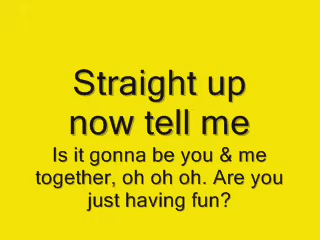 Straight up
now tell me
Is it gonna be you & me
together, oh oh oh. Are you
just having fun?